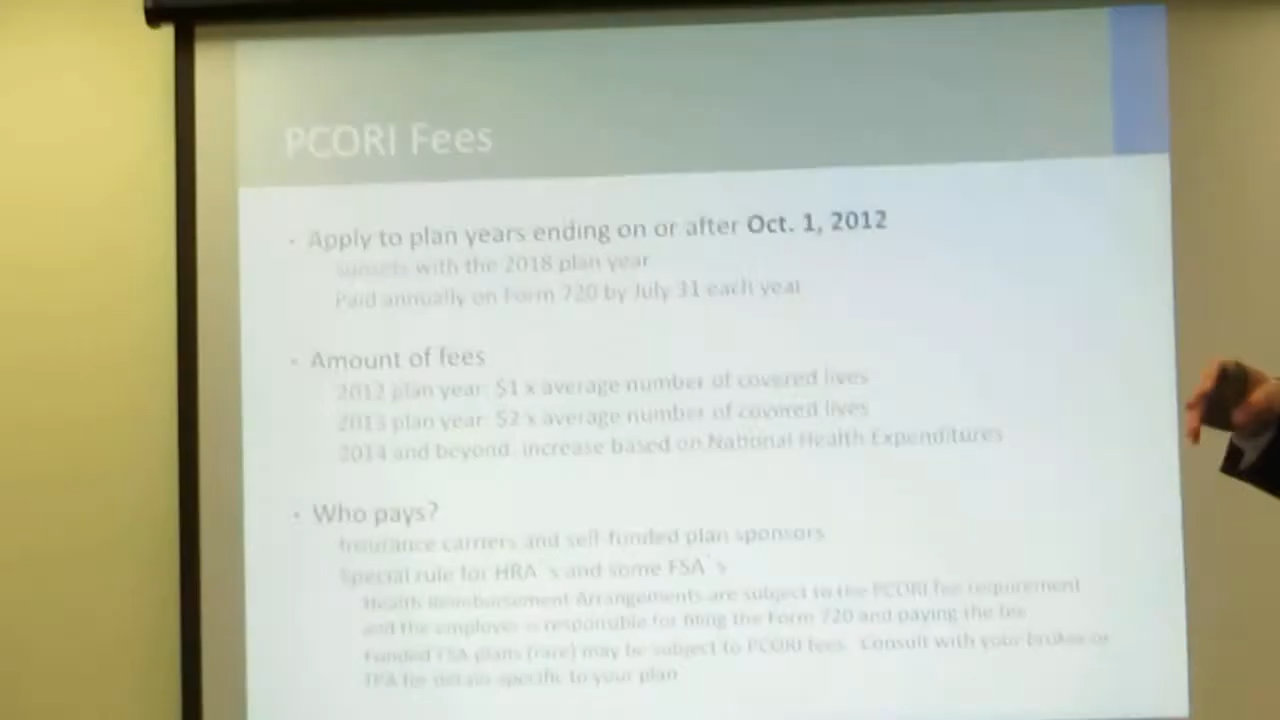 PCORI Fees
- Apply to plan years ending on or after Oct. 1, 2012
sunsets with the 2018 plan year
Paid annually on Form 720 by July 31 each year
- Amount of fees
2012 plan year: $1 x average number of covered lives
2013 plan year: $2 x average number of covered lives
2014 and beyond: increase based on National Health Expenditures
- Who pays?
Insurance carriers and self-funded plan sponsors
Special rule for HRA's and some FSA's
Health Reimbursement Arrangements are subject to the PCORI fee requirement
and the employer is responsible for filing the Form 720 and paying the fee
Funded FSA plans (rare) may be subject to PCORI fees. Consult with your broker or
TPA for details specific to your plan